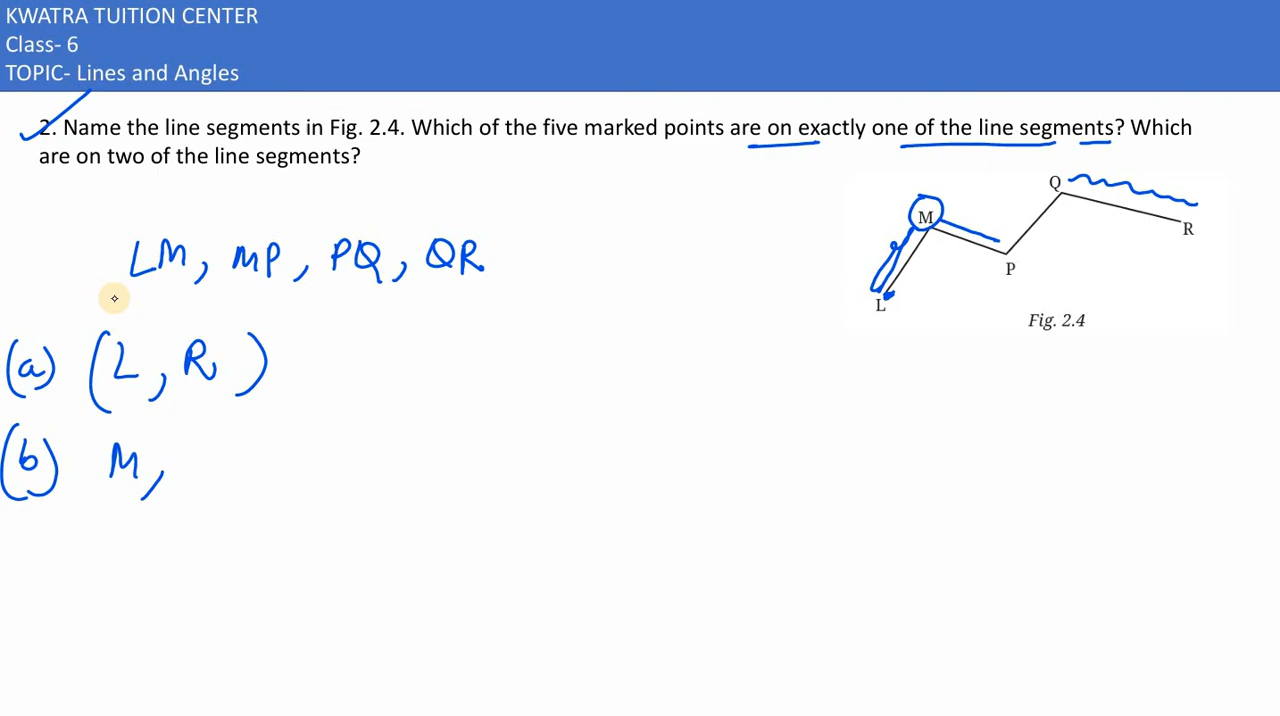 KWATRA TUITION CENTER
Class- 6
TOPIC- Lines and Angles
2. Name the line segments in Fig. 2.4. Which of the five marked points are on exactly one of the line segments? Which
are on two of the line segments?
Q
M
R
P
L
Fig. 2.4
LM, MP, PQ, QR
(a) (L, R)
(b) M,